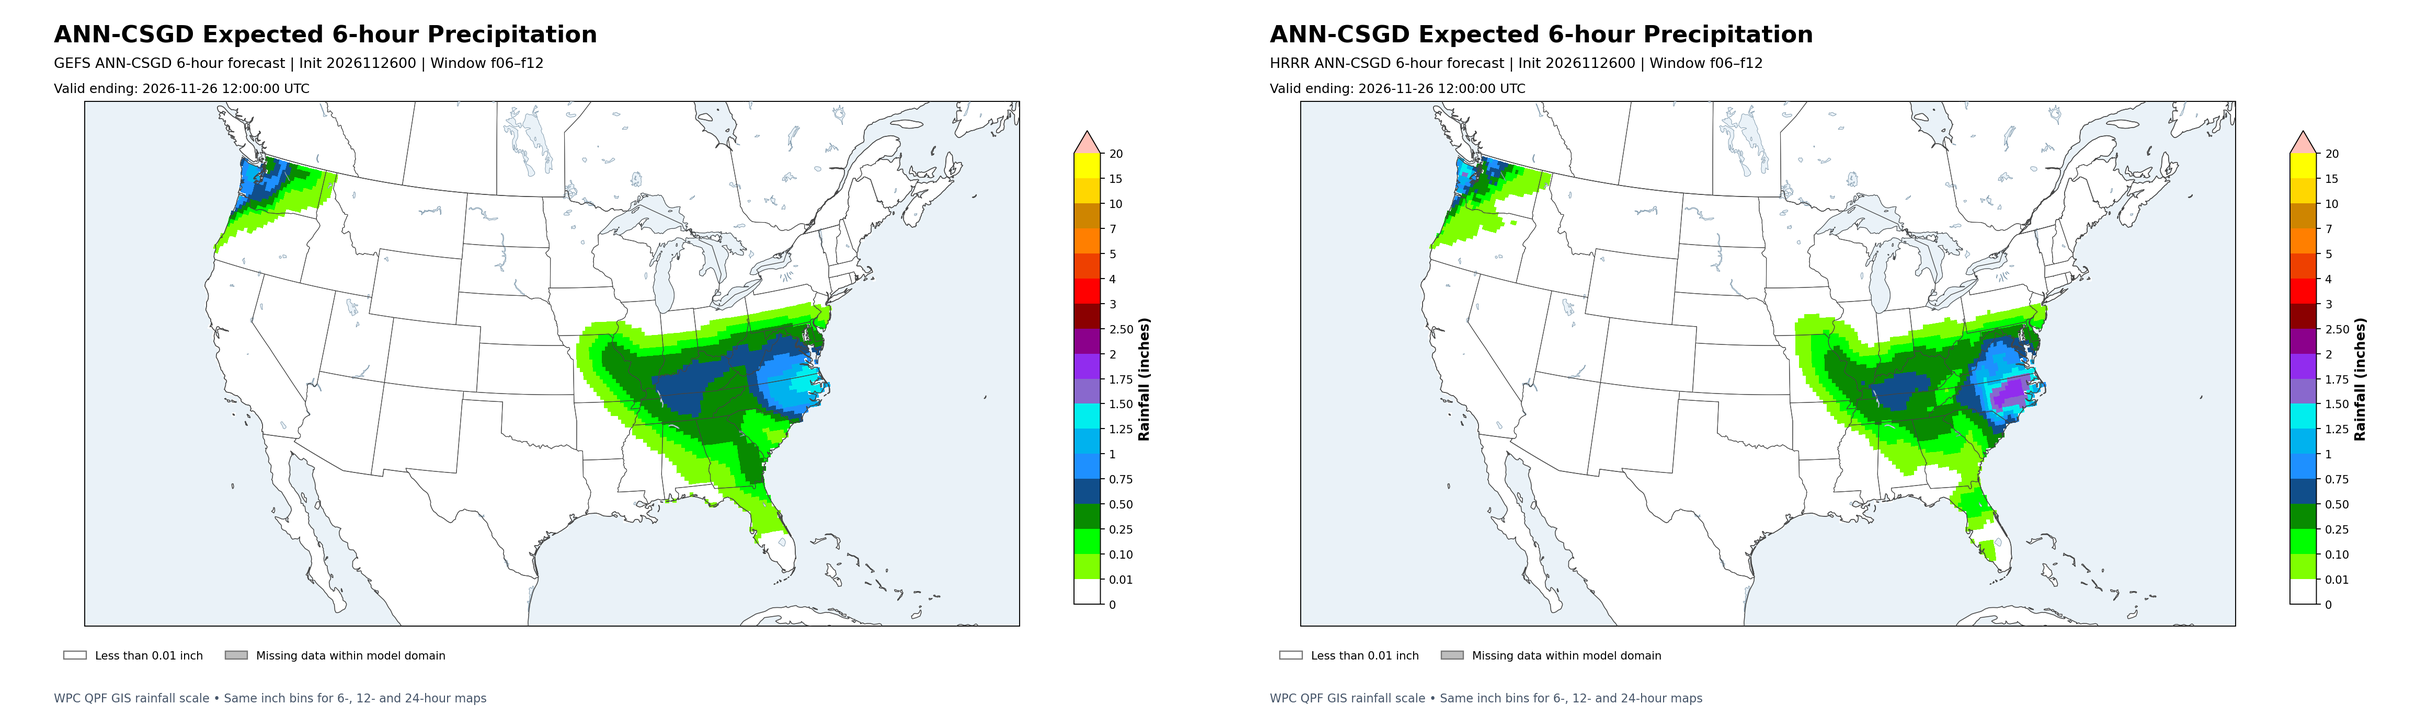 ANN-CSGD Expected 6-hour Precipitation
GEFS ANN-CSGD 6-hour forecast | Init 2026112600 | Window f06–f12
Valid ending: 2026-11-26 12:00:00 UTC
20
15
10
7
5
4
3
2.50
2
1.75
1.50
1.25
1
0.75
0.50
0.25
0.10
0.01
0
Rainfall (inches)
Less than 0.01 inch
Missing data within model domain
WPC QPF GIS rainfall scale • Same inch bins for 6-, 12- and 24-hour maps
ANN-CSGD Expected 6-hour Precipitation
HRRR ANN-CSGD 6-hour forecast | Init 2026112600 | Window f06–f12
Valid ending: 2026-11-26 12:00:00 UTC
20
15
10
7
5
4
3
2.50
2
1.75
1.50
1.25
1
0.75
0.50
0.25
0.10
0.01
0
Rainfall (inches)
Less than 0.01 inch
Missing data within model domain
WPC QPF GIS rainfall scale • Same inch bins for 6-, 12- and 24-hour maps